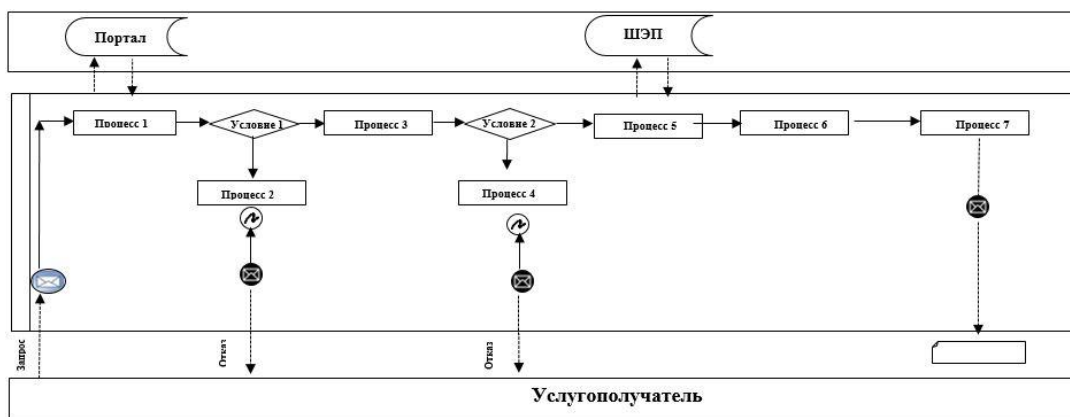 Портал
ШЭП
Процесс 1
Условие 1
Процесс 3
Условие 2
Процесс 5
Процесс 6
Процесс 7
Процесс 2
Процесс 4
Запрос
Отказ
Отказ
Услугополучатель